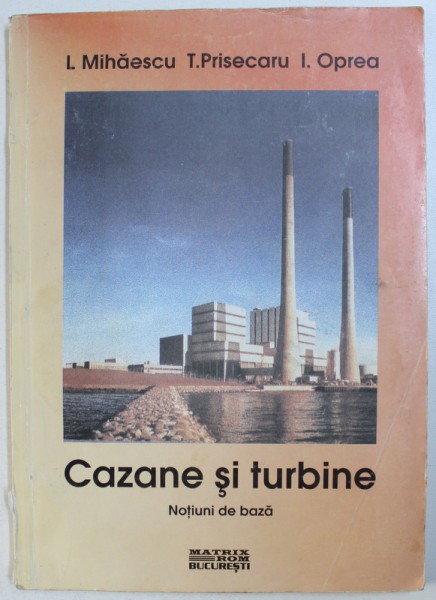 I. Mihăescu T.Prisecaru I. Oprea
Cazane şi turbine
Noţiuni de bază
MATRIX
ROM
BUCUREŞTI